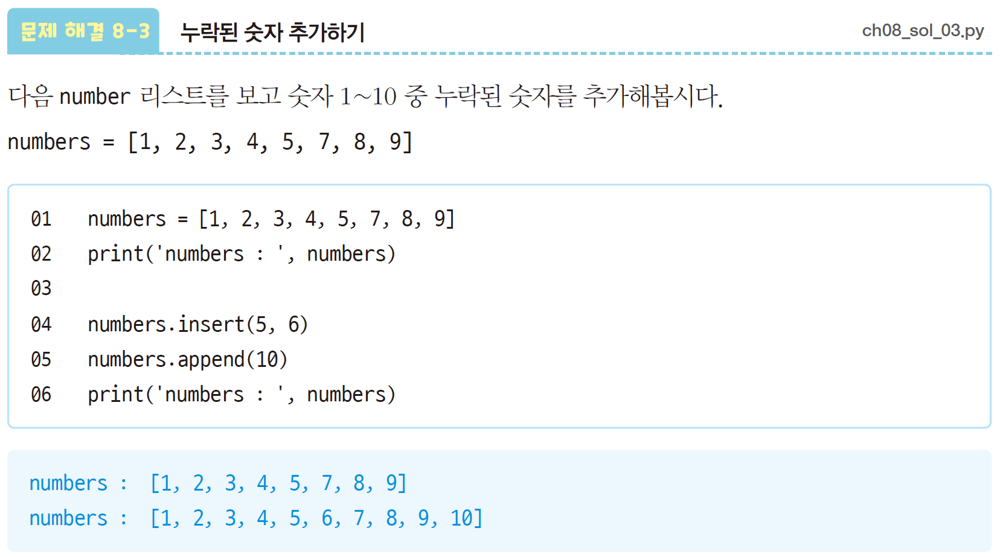 문제 해결 8-3 누락된 숫자 추가하기 ch08_sol_03.py
다음 number 리스트를 보고 숫자 1~10 중 누락된 숫자를 추가해봅시다.
numbers = [1, 2, 3, 4, 5, 7, 8, 9]
01 numbers = [1, 2, 3, 4, 5, 7, 8, 9]
02 print('numbers : ', numbers)
03
04 numbers.insert(5, 6)
05 numbers.append(10)
06 print('numbers : ', numbers)
numbers : [1, 2, 3, 4, 5, 7, 8, 9]
numbers : [1, 2, 3, 4, 5, 6, 7, 8, 9, 10]